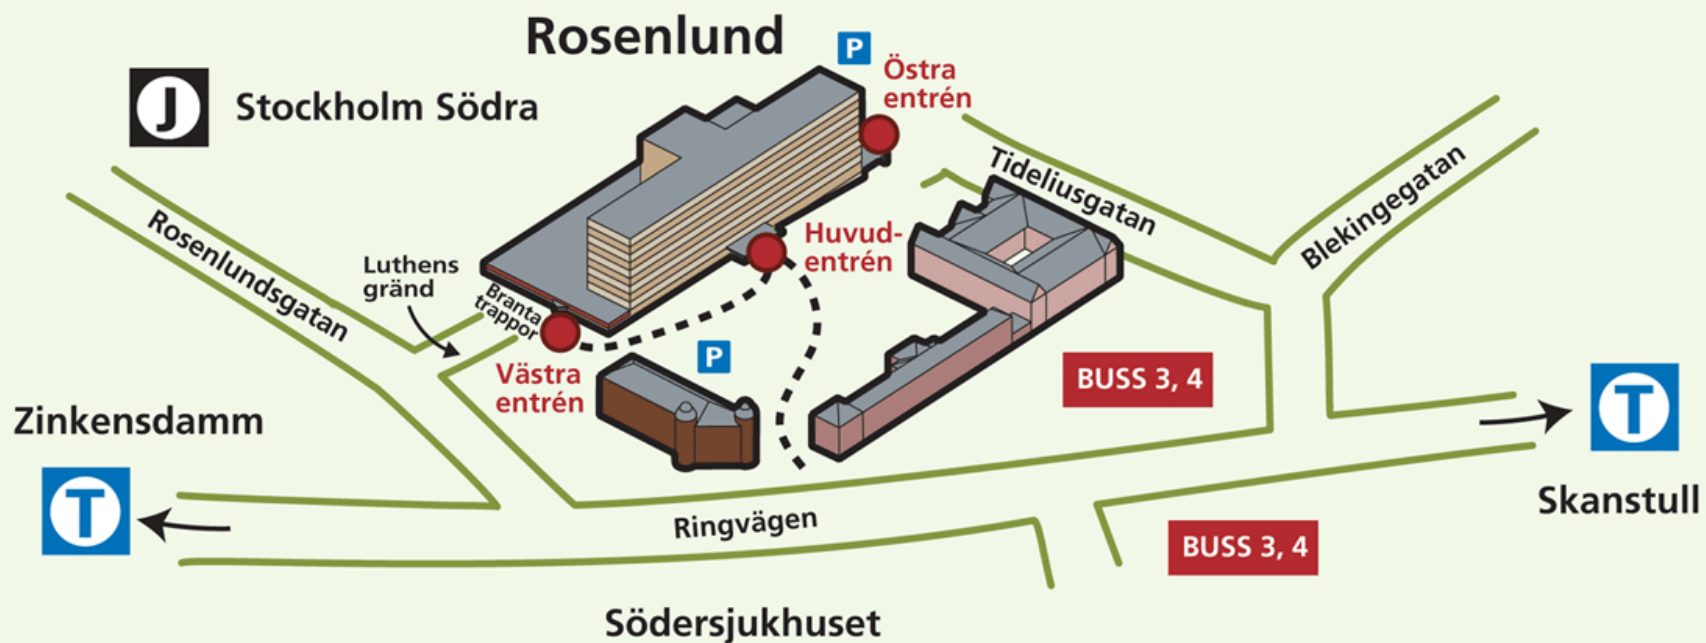 Rosenlund
P
Östra
entrén
J
Stockholm Södra
Tideliusgatan
Blekingegatan
Rosenlundsgatan
Luthens
gränd
Branta
trappor
Huvud-
entrén
Västra
entrén
P
BUSS 3, 4
Zinkensdamm
T
T
Skanstull
Ringvägen
BUSS 3, 4
Södersjukhuset